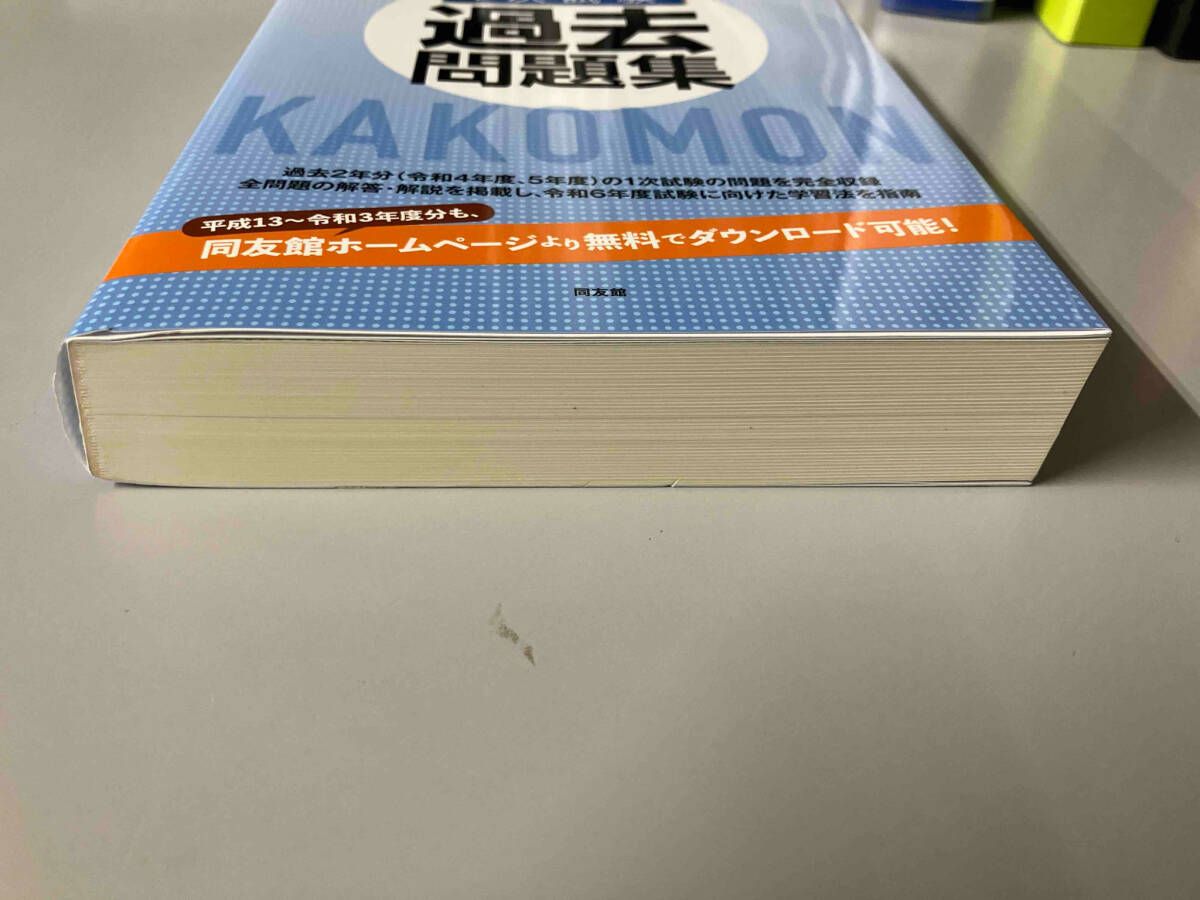 過去
問題集
KAKOMON
過去2年分(令和4年度、5年度)の1次試験の問題を完全収録
全問題の解答・解説を掲載し、令和6年度試験に向けた学習法を指南
平成13〜令和3年度分も、
同友館ホームページより無料でダウンロード可能!
同友館